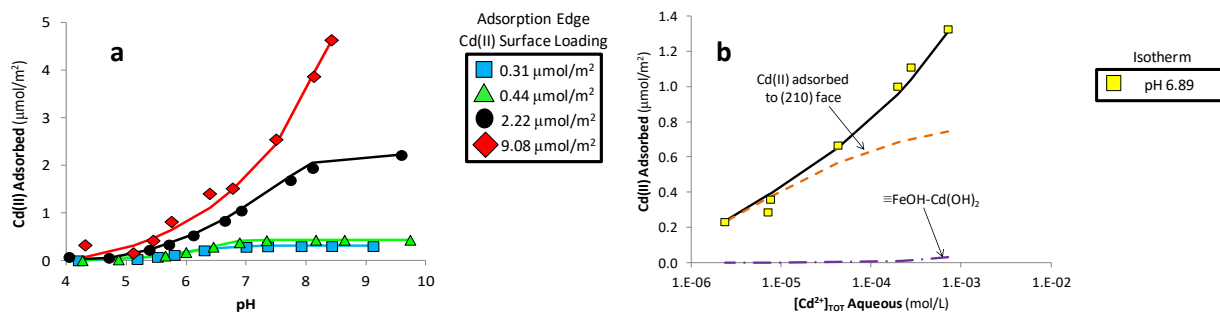 a
Cd(II) Adsorbed (μmol/m²)
5
4
3
2
1
0
4 5 6 7 8 9 10
pH
Adsorption Edge
Cd(II) Surface Loading
0.31 μmol/m²
0.44 μmol/m²
2.22 μmol/m²
9.08 μmol/m²
b
Cd(III) Adsorbed (μmol/m²)
1.4
1.2
1.0
0.8
0.6
0.4
0.2
0.0
Cd(II) adsorbed
to (210) face
≡FeOH-Cd(OH)₂
1.E-06 1.E-05 1.E-04 1.E-03 1.E-02
[Cd²⁺]TOT Aqueous (mol/L)
Isotherm
pH 6.89